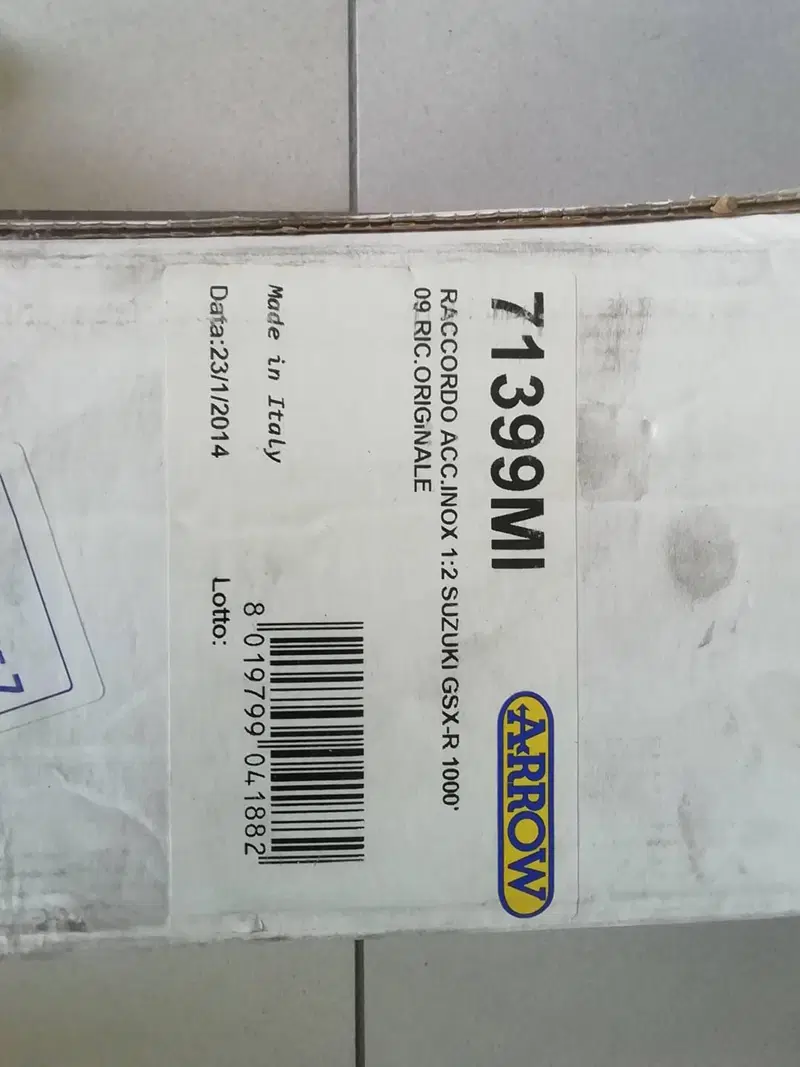 71399MI
ARROW
RACCORDO ACC.INOX 1:2 SUZUKI GSX-R 1000'
09 RIC.ORIGINALE
Made in Italy
Data:23/1/2014
Lotto:
8 019799 041882